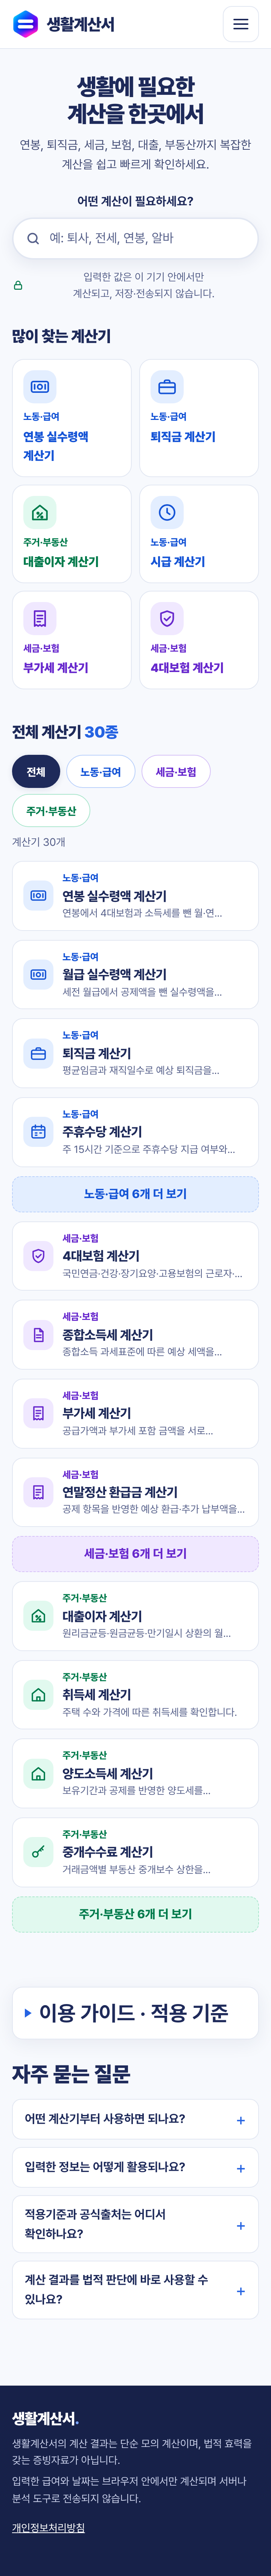 생활계산서
생활에 필요한
계산을 한곳에서
연봉, 퇴직금, 세금, 보험, 대출, 부동산까지 복잡한
계산을 쉽고 빠르게 확인하세요.
어떤 계산이 필요하세요?
예: 퇴사, 전세, 연봉, 알바
입력한 값은 이 기기 안에서만
계산되고, 저장·전송되지 않습니다.
많이 찾는 계산기
노동·급여
연봉 실수령액
계산기
노동·급여
퇴직금 계산기
주거·부동산
대출이자 계산기
노동·급여
시급 계산기
세금·보험
부가세 계산기
세금·보험
4대보험 계산기
전체 계산기 30종
전체
노동·급여
세금·보험
주거·부동산
계산기 30개
노동·급여
연봉 실수령액 계산기
연봉에서 4대보험과 소득세를 뺀 월·연...
노동·급여
월급 실수령액 계산기
세전 월급에서 공제액을 뺀 실수령액을...
노동·급여
퇴직금 계산기
평균임금과 재직일수로 예상 퇴직금을...
노동·급여
주휴수당 계산기
주 15시간 기준으로 주휴수당 지급 여부와...
노동·급여 6개 더 보기
세금·보험
4대보험 계산기
국민연금·건강·장기요양·고용보험의 근로자·...
세금·보험
종합소득세 계산기
종합소득 과세표준에 따른 예상 세액을...
세금·보험
부가세 계산기
공급가액과 부가세 포함 금액을 서로...
세금·보험
연말정산 환급금 계산기
공제 항목을 반영한 예상 환급·추가 납부액을...
세금·보험 6개 더 보기
주거·부동산
대출이자 계산기
원리금균등·원금균등·만기일시 상환의 월...
주거·부동산
취득세 계산기
주택 수와 가격에 따른 취득세를 확인합니다.
주거·부동산
양도소득세 계산기
보유기간과 공제를 반영한 양도세를...
주거·부동산
중개수수료 계산기
거래금액별 부동산 중개보수 상한을...
주거·부동산 6개 더 보기
이용 가이드 · 적용 기준
자주 묻는 질문
어떤 계산기부터 사용하면 되나요?
+
입력한 정보는 어떻게 활용되나요?
+
적용기준과 공식출처는 어디서
확인하나요?
+
계산 결과를 법적 판단에 바로 사용할 수
있나요?
+
생활계산서.
생활계산서의 계산 결과는 단순 모의 계산이며, 법적 효력을
갖는 증빙자료가 아닙니다.
입력한 급여와 날짜는 브라우저 안에서만 계산되며 서버나
분석 도구로 전송되지 않습니다.
개인정보처리방침